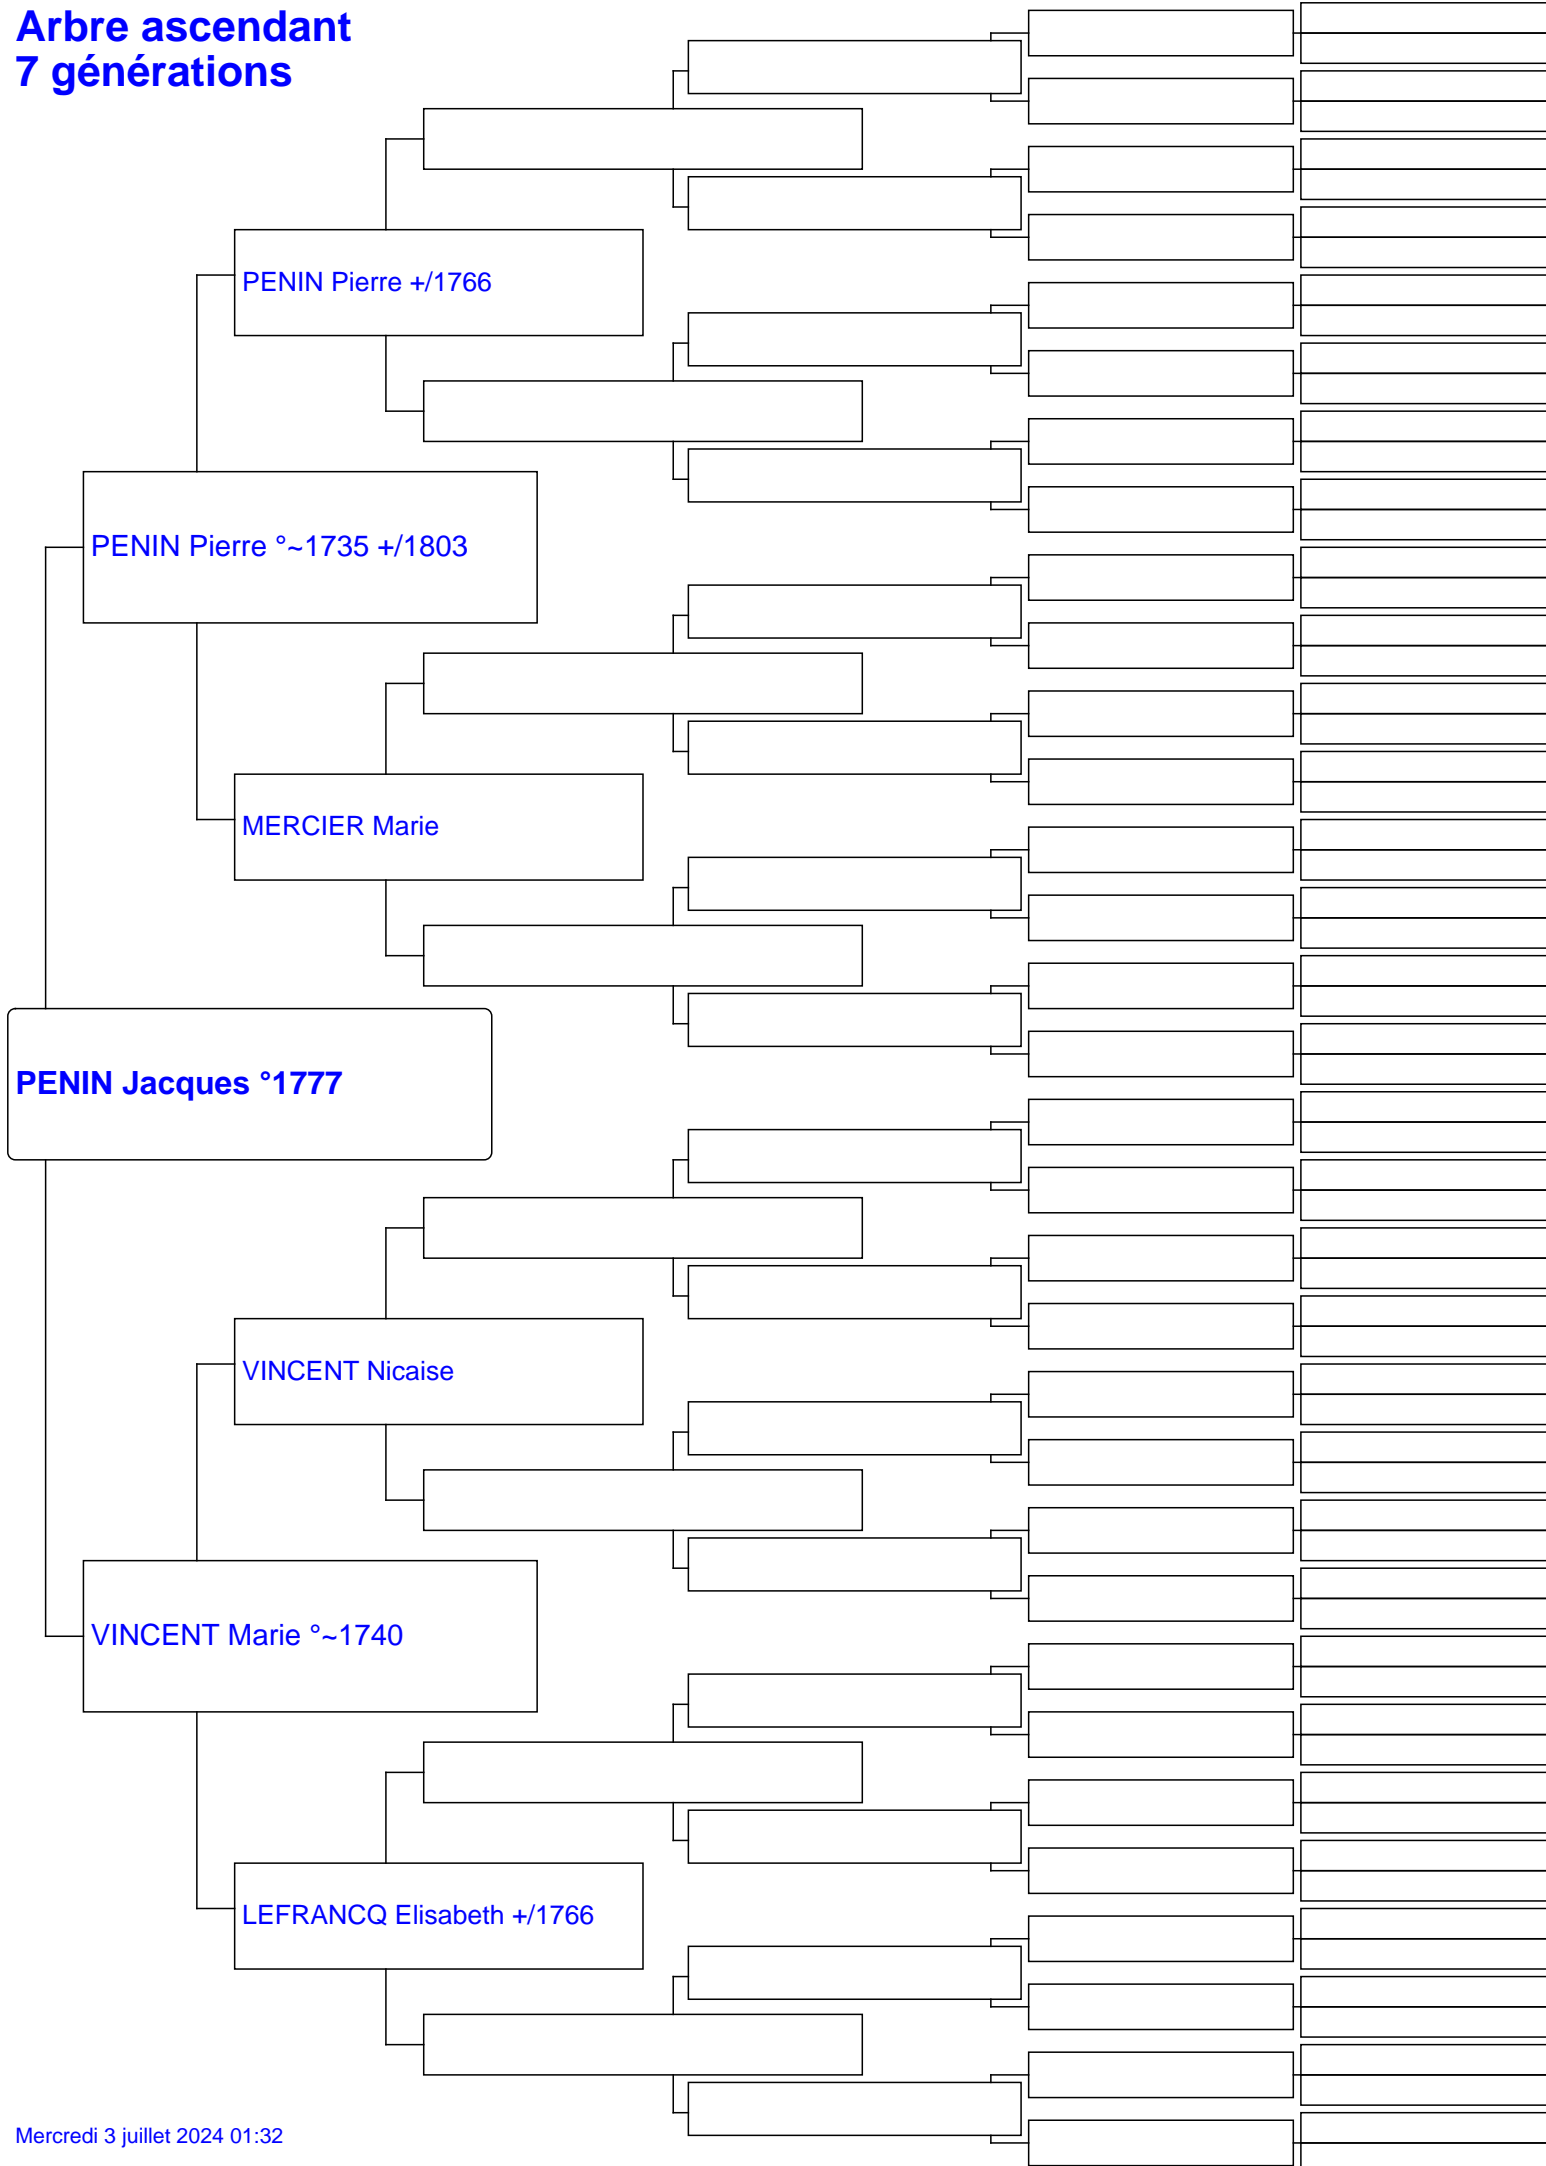 Arbre ascendant
7 générations
PENIN Pierre +/1766
PENIN Pierre °~1735 +/1803
MERCIER Marie
PENIN Jacques °1777
VINCENT Nicaise
VINCENT Marie °~1740
LEFRANCQ Elisabeth +/1766
Mercredi 3 juillet 2024 01:32